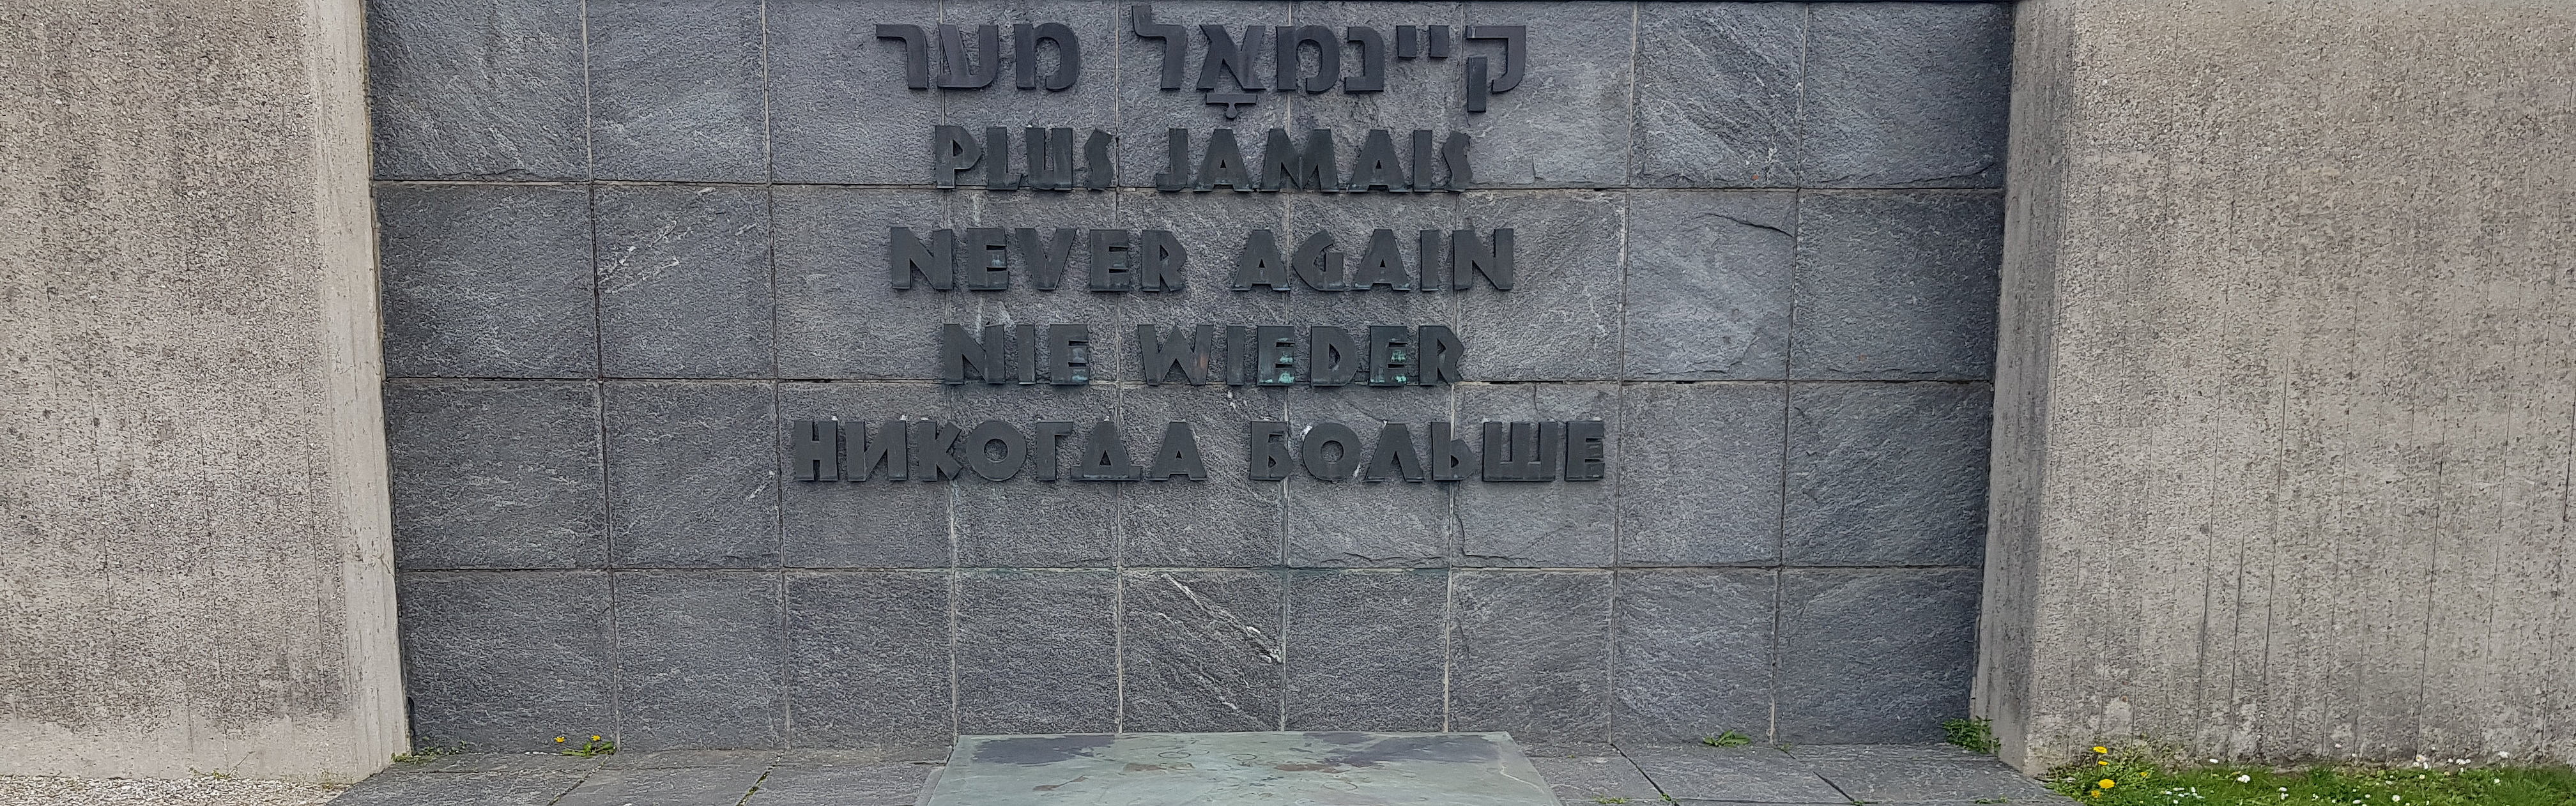 קיינמאָל מער
PLUS JAMAIS
NEVER AGAIN
NIE WIEDER
НИКОГДА БОЛЬШЕ